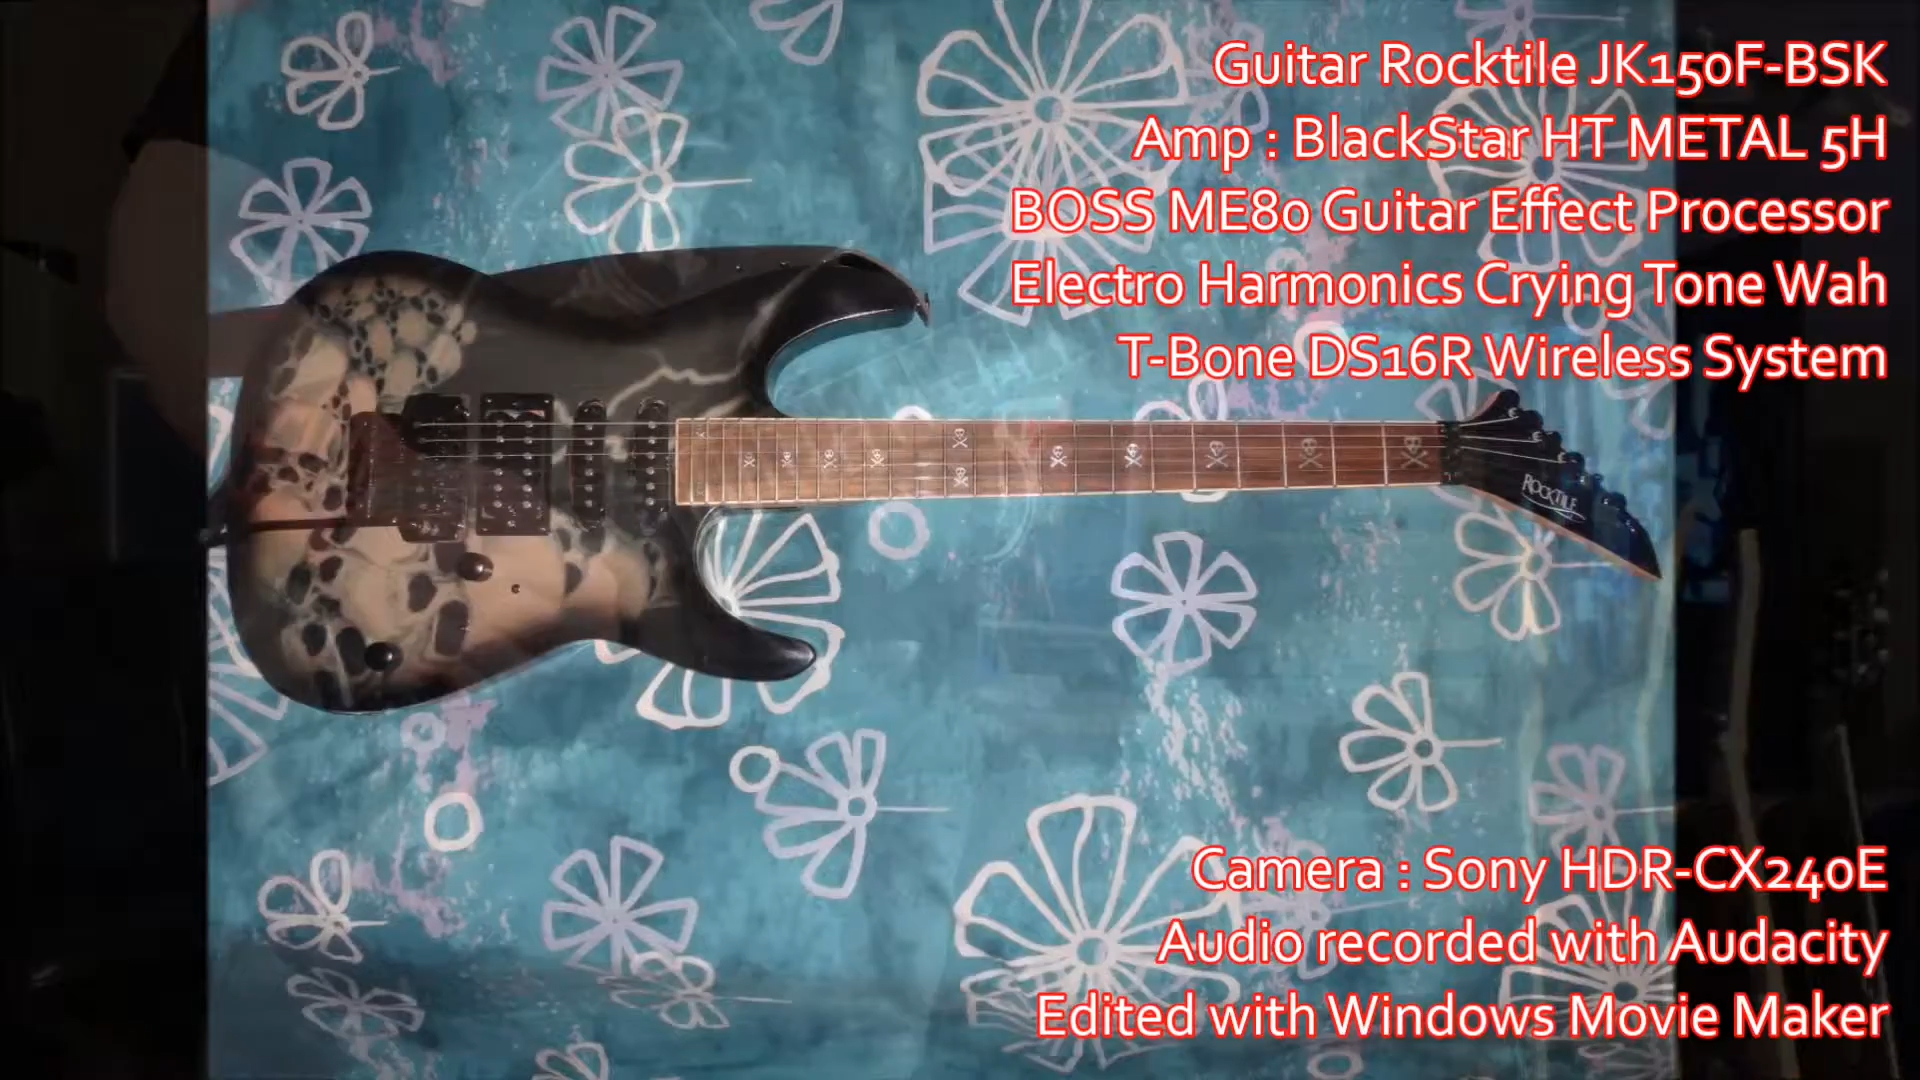 Guitar Rocktile JK150F-BSK
Amp : BlackStar HT METAL 5H
BOSS ME80 Guitar Effect Processor
Electro Harmonics Crying Tone Wah
T-Bone DS16R Wireless System
ROCKTILE
Camera : Sony HDR-CX240E
Audio recorded with Audacity
Edited with Windows Movie Maker